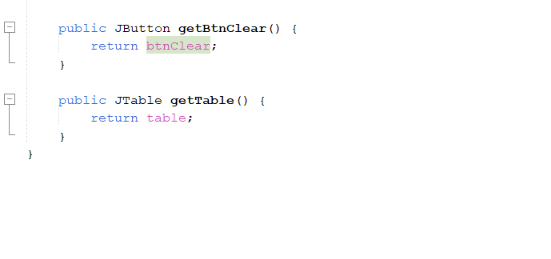 public JButton getBtnClear() {
return btnClear;
}
public JTable getTable() {
return table;
}
}